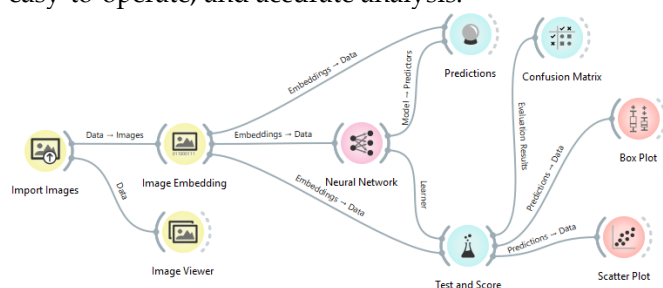 easy-to-operate, and accurate analysis.
Embeddings → Data
Predictions
Confusion Matrix
Model → Predictors
Evaluation Results
Data → Images
Embeddings → Data
Import Images
Image Embedding
Neural Network
Box Plot
Data
Embeddings → Data
Learner
Predictions → Data
Predictions → Data
Image Viewer
Test and Score
Scatter Plot